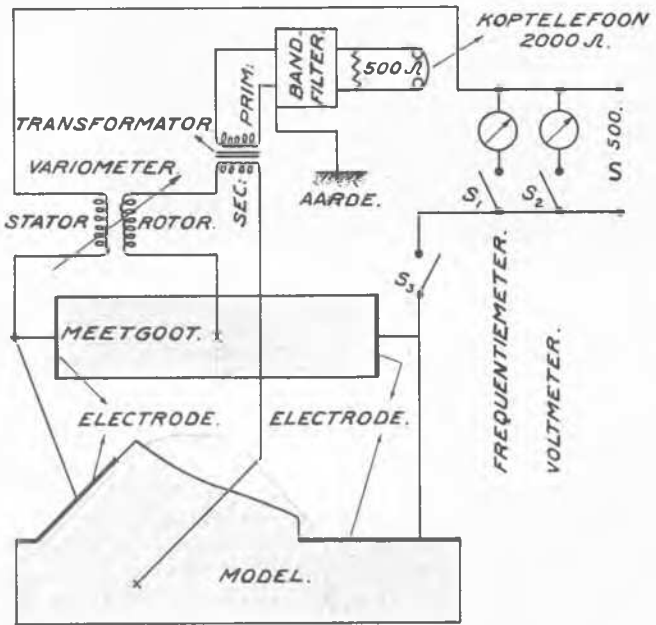 KOPTELEFOON
2000 Ω.
BAND.
FILTER.
500 Ω
PRIM:
TRANSFORMATOR
VARIOMETER.
SEC:
AARDE.
S 500.
STATOR
ROTOR.
S1
S2
S3
MEETGOOT.
FREQUENTIEMETER.
VOLTMETER.
ELECTRODE.
ELECTRODE.
MODEL.